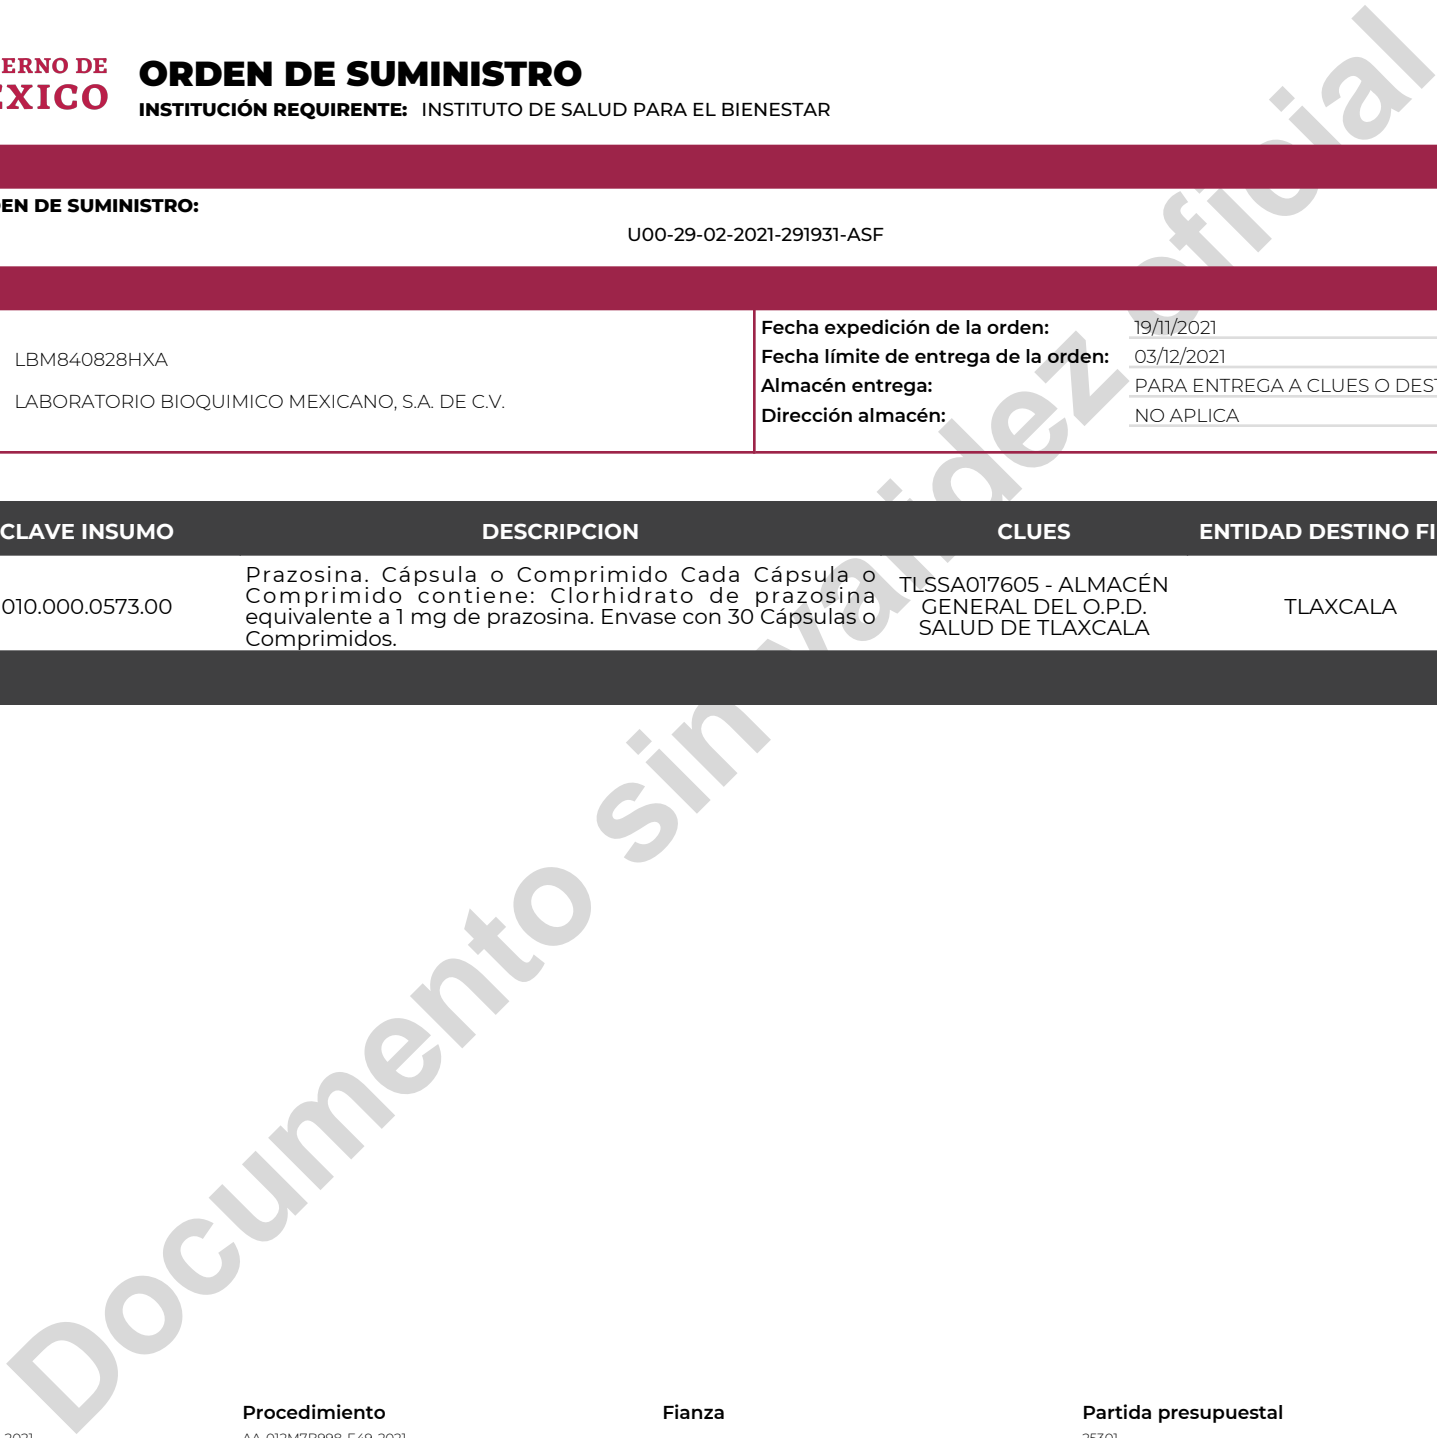 ERNO DE
EXICO
ORDEN DE SUMINISTRO
INSTITUCIÓN REQUIRENTE: INSTITUTO DE SALUD PARA EL BIENESTAR
EN DE SUMINISTRO:
U00-29-02-2021-291931-ASF
LBM840828HXA
LABORATORIO BIOQUIMICO MEXICANO, S.A. DE C.V.
Fecha expedición de la orden: 19/11/2021
Fecha límite de entrega de la orden: 03/12/2021
Almacén entrega: PARA ENTREGA A CLUES O DEST
Dirección almacén: NO APLICA
CLAVE INSUMO DESCRIPCION CLUES ENTIDAD DESTINO FI
010.000.0573.00
Prazosina. Cápsula o Comprimido Cada Cápsula o
Comprimido contiene: Clorhidrato de prazosina
equivalente a 1 mg de prazosina. Envase con 30 Cápsulas o
Comprimidos.
TLSSA017605 - ALMACÉN
GENERAL DEL O.P.D.
SALUD DE TLAXCALA
TLAXCALA
Documento sin validez oficial
Procedimiento Fianza Partida presupuestal